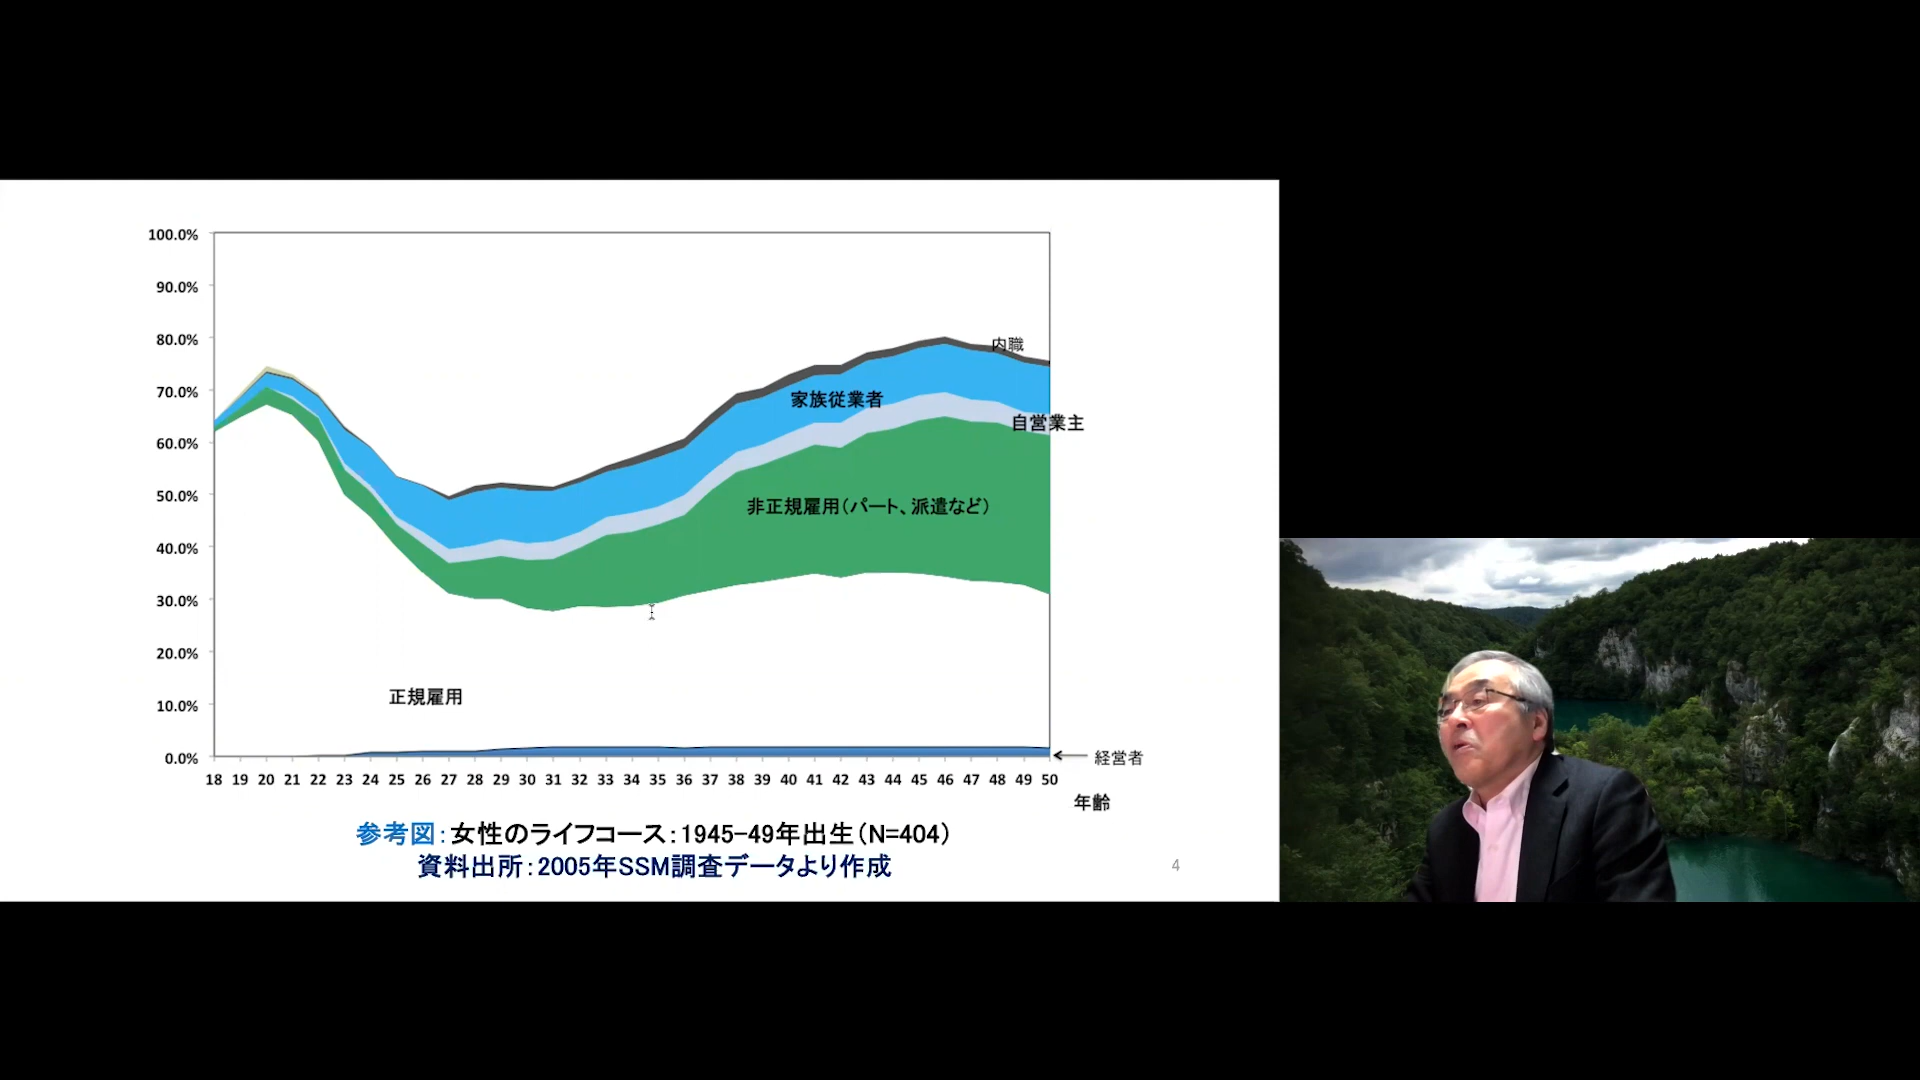 100.0%
90.0%
80.0%
70.0%
60.0%
50.0%
40.0%
30.0%
20.0%
10.0%
0.0%
内職
家族従業者
自営業主
非正規雇用（パート、派遣など）
正規雇用
経営者
18 19 20 21 22 23 24 25 26 27 28 29 30 31 32 33 34 35 36 37 38 39 40 41 42 43 44 45 46 47 48 49 50
年齢
参考図：女性のライフコース：1945-49年出生（N=404）
資料出所：2005年SSM調査データより作成
4